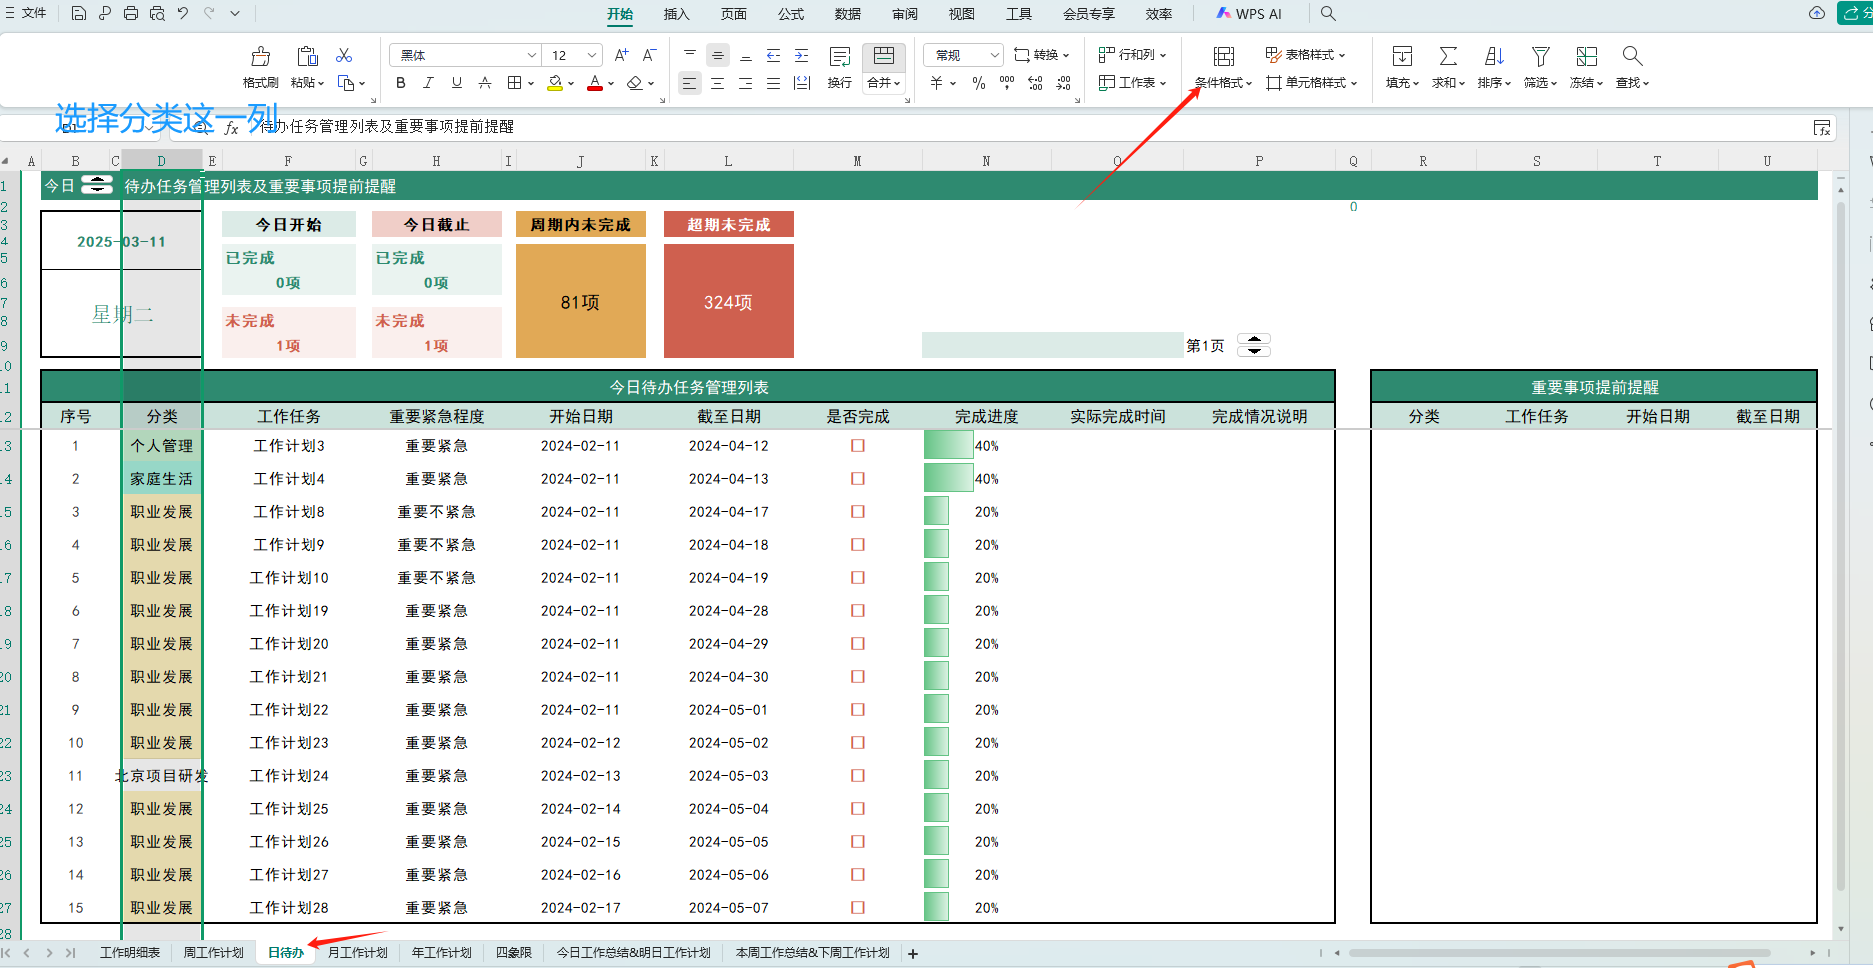 文件 开始 插入 页面 公式 数据 审阅 视图 工具 会员专享 效率 WPS AI
格式刷 粘贴 黑体 12 换行 合并 常规 转换 行和列 工作表 条件格式 表格样式 单元格样式 填充 求和 排序 筛选 冻结 查找
选择分类这一列
fx 待办任务管理列表及重要事项提前提醒
A B C D E F G H I J K L M N O P Q R S T U
今日 待办任务管理列表及重要事项提前提醒
0
2025-03-11
星期二
今日开始 今日截止 周期内未完成 超期未完成
已完成 已完成
0项 0项
81项 324项
未完成 未完成
1项 1项
第1页
今日待办任务管理列表 重要事项提前提醒
序号 分类 工作任务 重要紧急程度 开始日期 截至日期 是否完成 完成进度 实际完成时间 完成情况说明 分类 工作任务 开始日期 截至日期
1 个人管理 工作计划3 重要紧急 2024-02-11 2024-04-12 40%
2 家庭生活 工作计划4 重要紧急 2024-02-11 2024-04-13 40%
3 职业发展 工作计划8 重要不紧急 2024-02-11 2024-04-17 20%
4 职业发展 工作计划9 重要不紧急 2024-02-11 2024-04-18 20%
5 职业发展 工作计划10 重要不紧急 2024-02-11 2024-04-19 20%
6 职业发展 工作计划19 重要紧急 2024-02-11 2024-04-28 20%
7 职业发展 工作计划20 重要紧急 2024-02-11 2024-04-29 20%
8 职业发展 工作计划21 重要紧急 2024-02-11 2024-04-30 20%
9 职业发展 工作计划22 重要紧急 2024-02-11 2024-05-01 20%
10 职业发展 工作计划23 重要紧急 2024-02-12 2024-05-02 20%
11 北京项目研发 工作计划24 重要紧急 2024-02-13 2024-05-03 20%
12 职业发展 工作计划25 重要紧急 2024-02-14 2024-05-04 20%
13 职业发展 工作计划26 重要紧急 2024-02-15 2024-05-05 20%
14 职业发展 工作计划27 重要紧急 2024-02-16 2024-05-06 20%
15 职业发展 工作计划28 重要紧急 2024-02-17 2024-05-07 20%
工作明细表 周工作计划 日待办 月工作计划 年工作计划 四象限 今日工作总结&明日工作计划 本周工作总结&下周工作计划